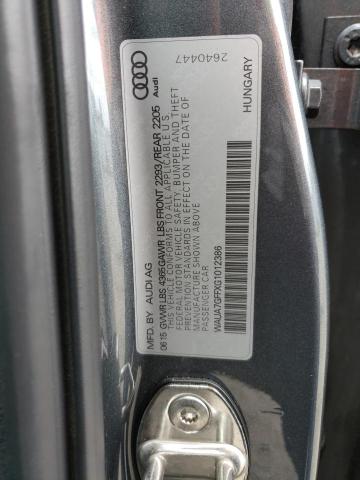 MFD. BY AUDI AG
06 15 GVWR LBS 4365 GAWR LBS FRONT 2293/REAR 2205
THIS VEHICLE CONFORMS TO ALL APPLICABLE U.S.
FEDERAL MOTOR VEHICLE SAFETY, BUMPER AND THEFT
PREVENTION STANDARDS IN EFFECT ON THE DATE OF
MANUFACTURE SHOWN ABOVE
PASSENGER CAR
WAUA7GFFXG1012386
HUNGARY
Audi
2640447